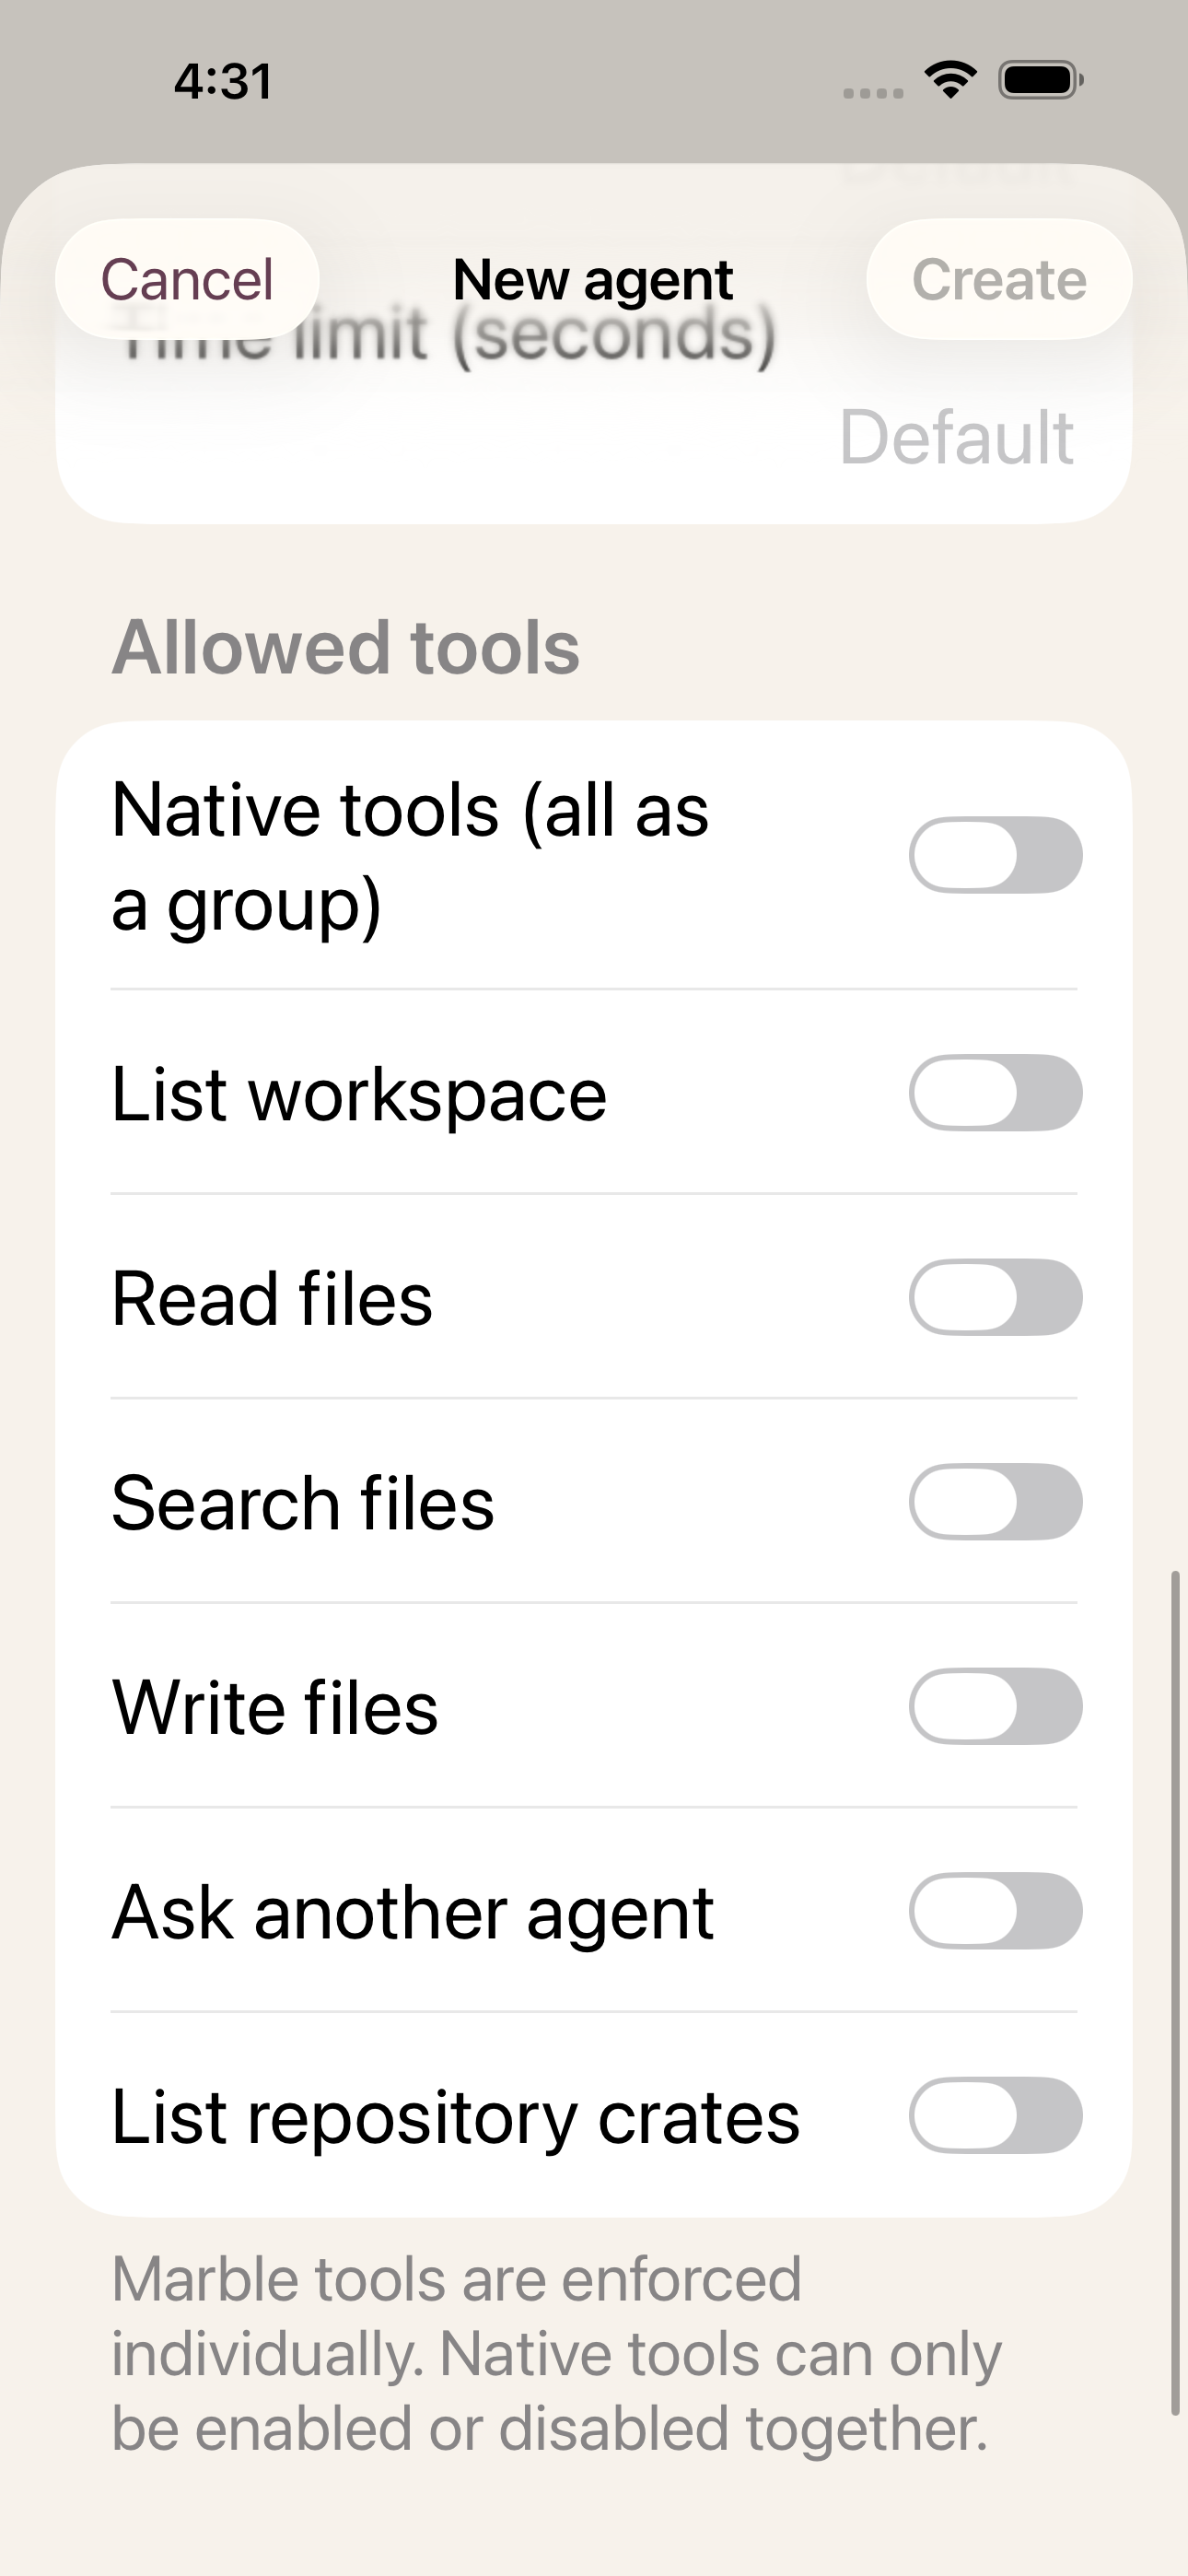 4:31
Cancel
New agent
Create
Time limit (seconds)
Default
Allowed tools
Native tools (all as
a group)
List workspace
Read files
Search files
Write files
Ask another agent
List repository crates
Marble tools are enforced
individually. Native tools can only
be enabled or disabled together.